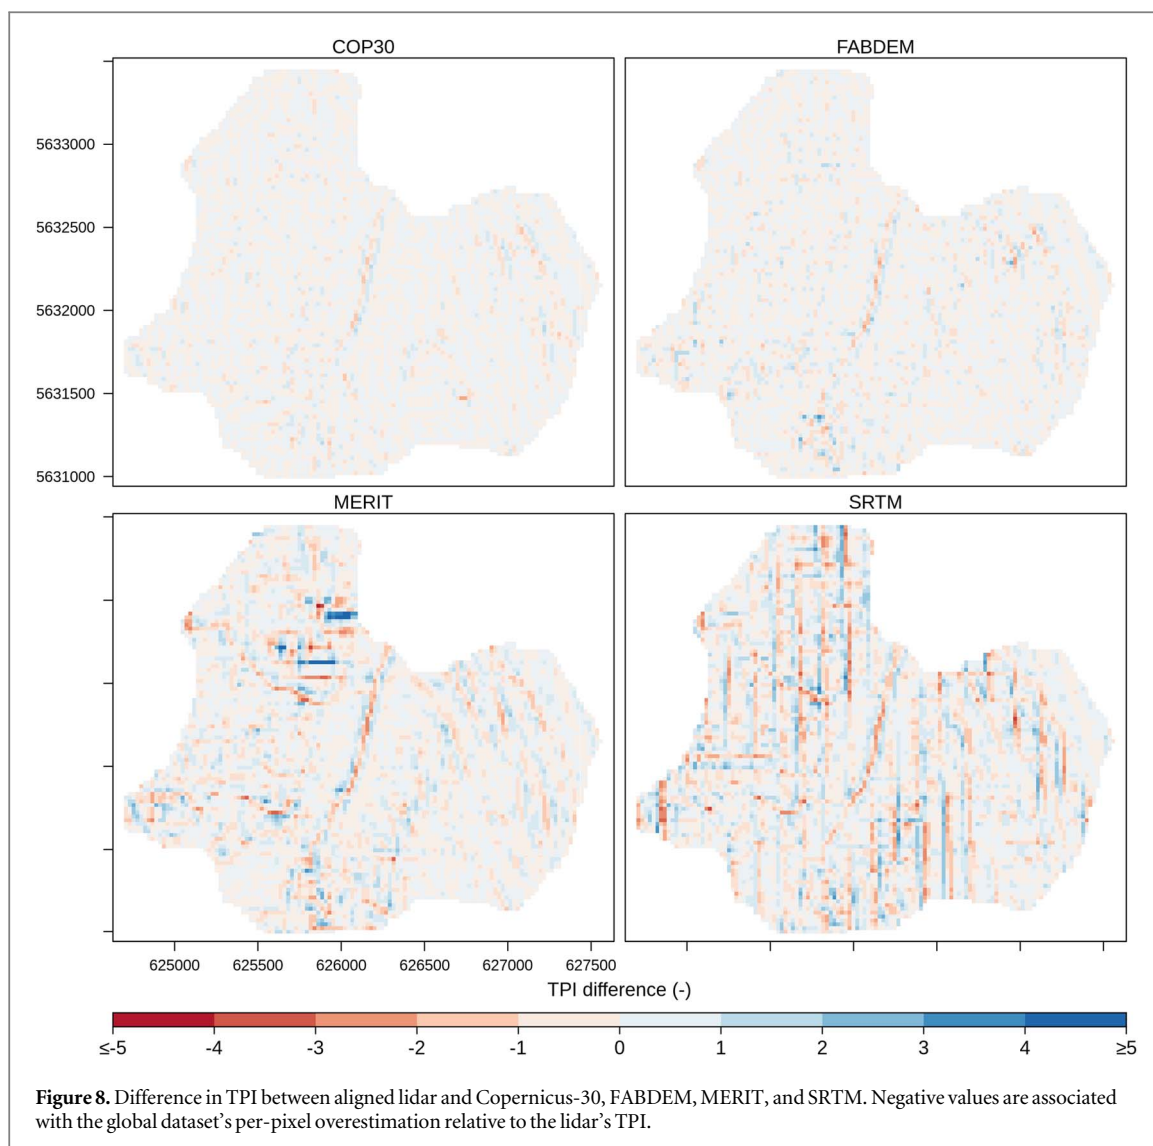 COP30
FABDEM
5633000
5632500
5632000
5631500
5631000
MERIT
SRTM
625000 625500 626000 626500 627000 627500
TPI difference (-)
≤-5 -4 -3 -2 -1 0 1 2 3 4 ≥5
Figure 8. Difference in TPI between aligned lidar and Copernicus-30, FABDEM, MERIT, and SRTM. Negative values are associated
with the global dataset's per-pixel overestimation relative to the lidar's TPI.